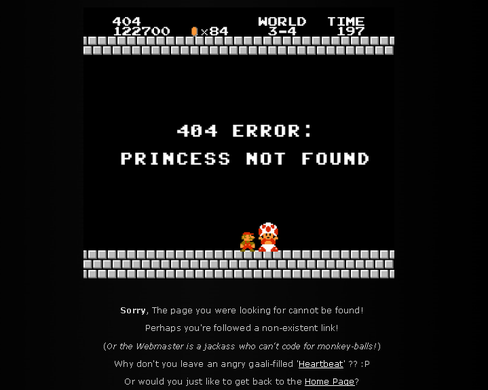 404 WORLD TIME
122700 ×84 3-4 197
404 ERROR:
PRINCESS NOT FOUND
Sorry, The page you were looking for cannot be found!
Perhaps you're followed a non-existent link!
(Or the Webmaster is a jackass who can't code for monkey-balls!)
Why don't you leave an angry gaali-filled 'Heartbeat' ?? :P
Or would you just like to get back to the Home Page?